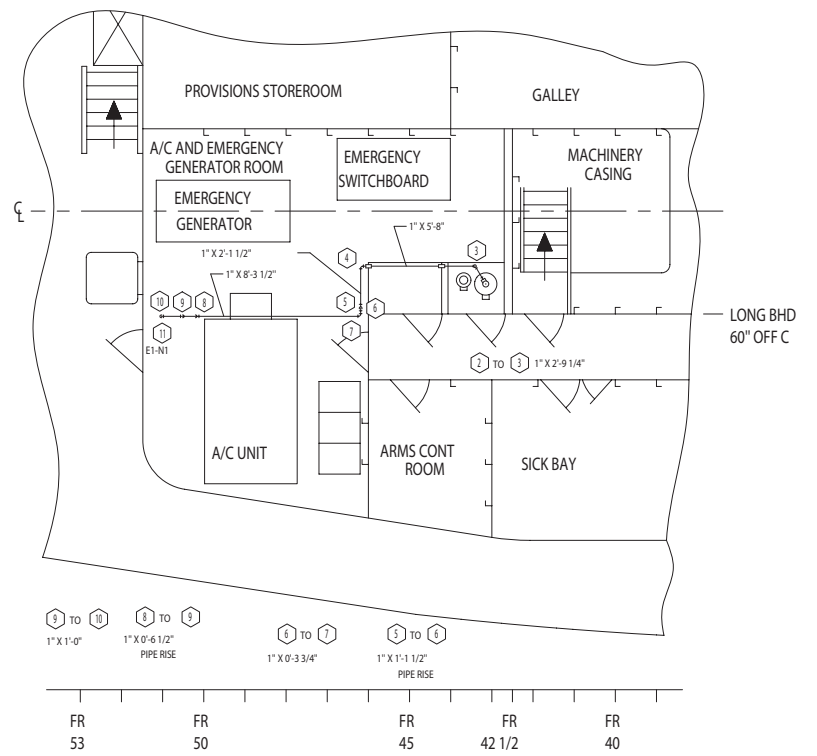 PROVISIONS STOREROOM
GALLEY
A/C AND EMERGENCY
GENERATOR ROOM
EMERGENCY
SWITCHBOARD
MACHINERY
CASING
EMERGENCY
GENERATOR
CL
1" X 5'-8"
3
1" X 2'-1 1/2"
4
1" X 8'-3 1/2"
10
9
8
5
6
11
7
E1-N1
LONG BHD
60" OFF C
2 TO 3 1" X 2'-9 1/4"
A/C UNIT
ARMS CONT
ROOM
SICK BAY
9 TO 10
1" X 1'-0"
8 TO 9
1" X 0'-6 1/2"
PIPE RISE
6 TO 7
1" X 0'-3 3/4"
5 TO 6
1" X 1'-1 1/2"
PIPE RISE
FR
53
FR
50
FR
45
FR
42 1/2
FR
40